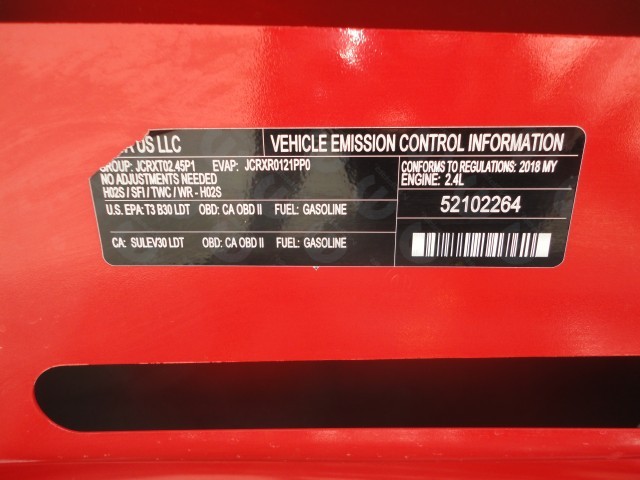 US LLC
VEHICLE EMISSION CONTROL INFORMATION
GROUP: JCRXT02.45P1 EVAP: JCRXR0121PP0
NO ADJUSTMENTS NEEDED
H02S / SFI / TWC / WR - H02S
CONFORMS TO REGULATIONS: 2018 MY
ENGINE: 2.4L
U.S. EPA: T3 B30 LDT OBD: CA OBD II FUEL: GASOLINE
52102264
CA: SULEV30 LDT OBD: CA OBD II FUEL: GASOLINE